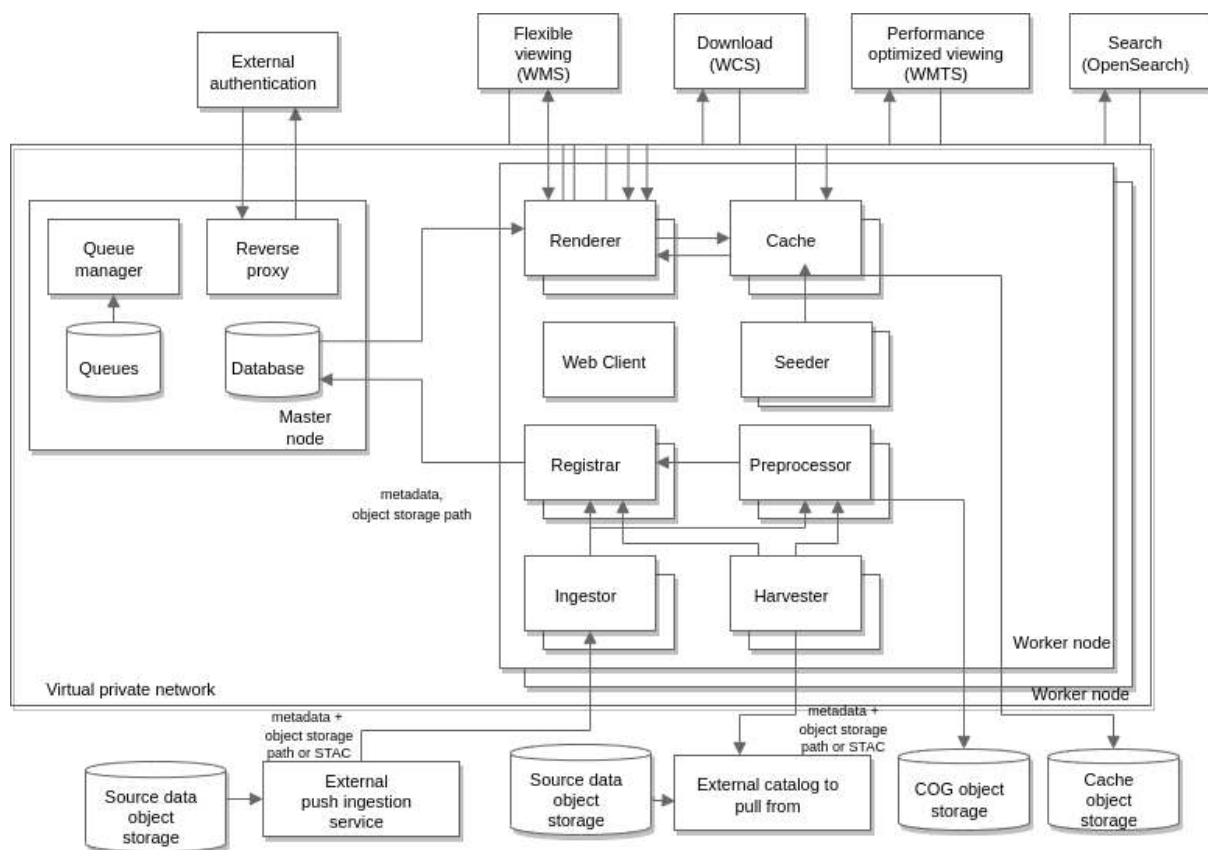 External
authentication
Flexible
viewing
(WMS)
Download
(WCS)
Performance
optimized viewing
(WMTS)
Search
(OpenSearch)
Queue
manager
Reverse
proxy
Renderer
Cache
Queues
Database
Web Client
Seeder
Master
node
Registrar
Preprocessor
metadata,
object storage path
Ingestor
Harvester
Worker node
Virtual private network
Worker node
metadata +
object storage
path or STAC
metadata +
object storage
path or STAC
Source data
object
storage
External
push ingestion
service
Source data
object
storage
External catalog to
pull from
COG object
storage
Cache
object
storage